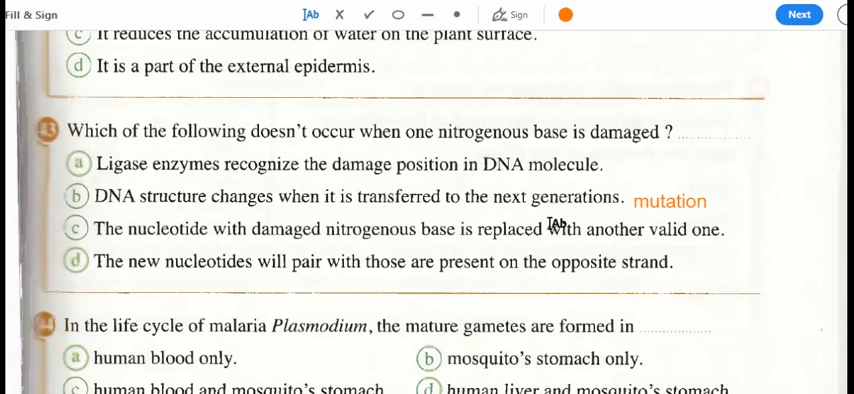 Fill & Sign Ab X Sign Next
c It reduces the accumulation of water on the plant surface.
d It is a part of the external epidermis.
Which of the following doesn't occur when one nitrogenous base is damaged ? ................
a Ligase enzymes recognize the damage position in DNA molecule.
b DNA structure changes when it is transferred to the next generations. mutation
c The nucleotide with damaged nitrogenous base is replaced with another valid one.
d The new nucleotides will pair with those are present on the opposite strand.
In the life cycle of malaria Plasmodium, the mature gametes are formed in ................
a human blood only. b mosquito's stomach only.
c human blood and mosquito's stomach d human liver and mosquito's stomach